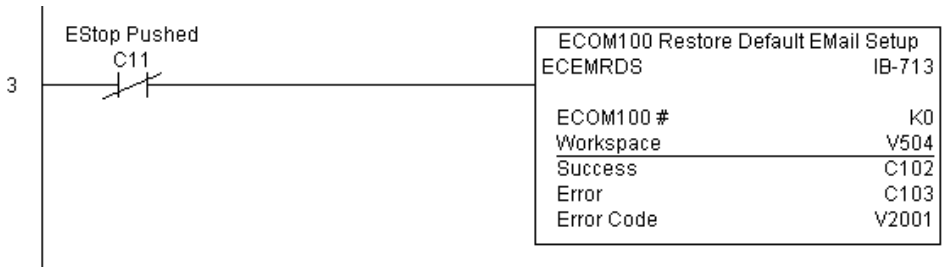 EStop Pushed
C11
3
ECOM100 Restore Default EMail Setup
ECEMRDS IB-713
ECOM100 # K0
Workspace V504
Success C102
Error C103
Error Code V2001